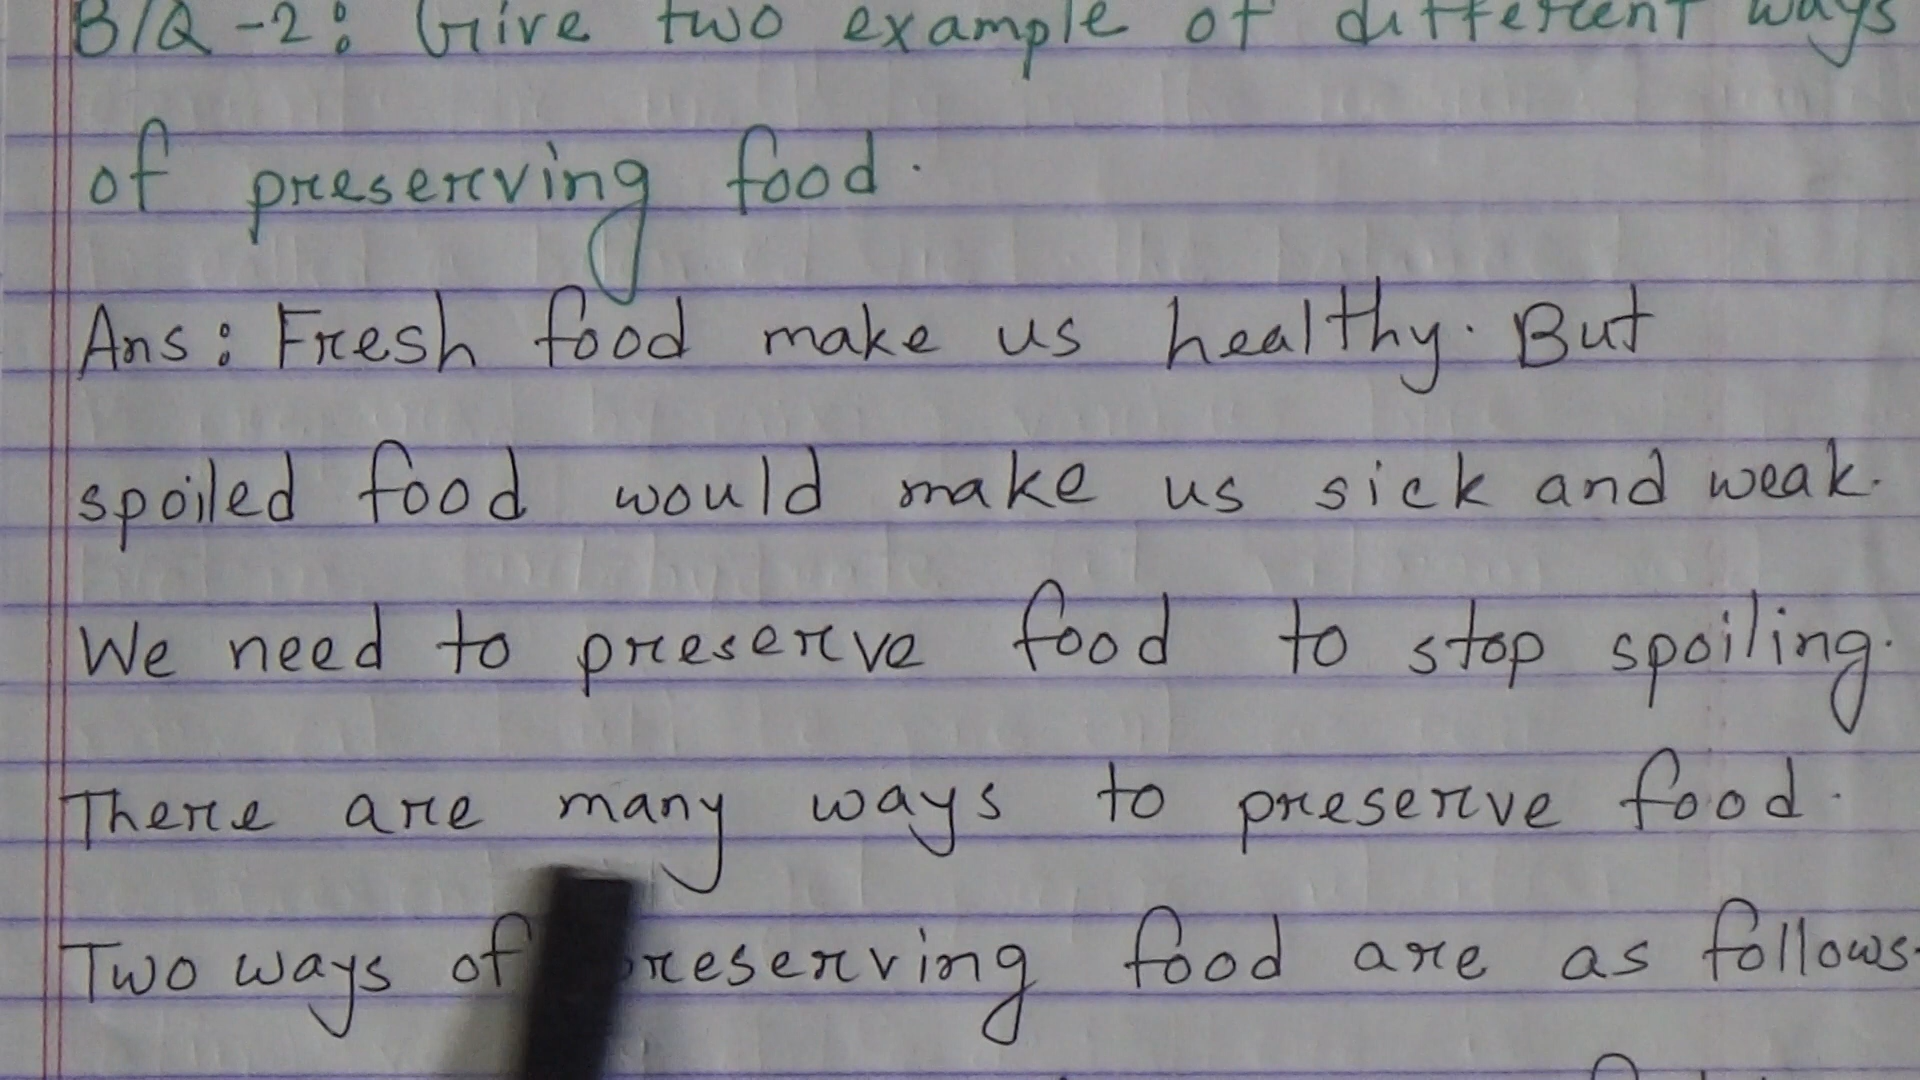 B/Q-2: Give two example of different ways
of preserving food.
Ans: Fresh food make us healthy. But
spoiled food would make us sick and weak.
We need to preserve food to stop spoiling.
There are many ways to preserve food.
Two ways of preserving food are as follows-